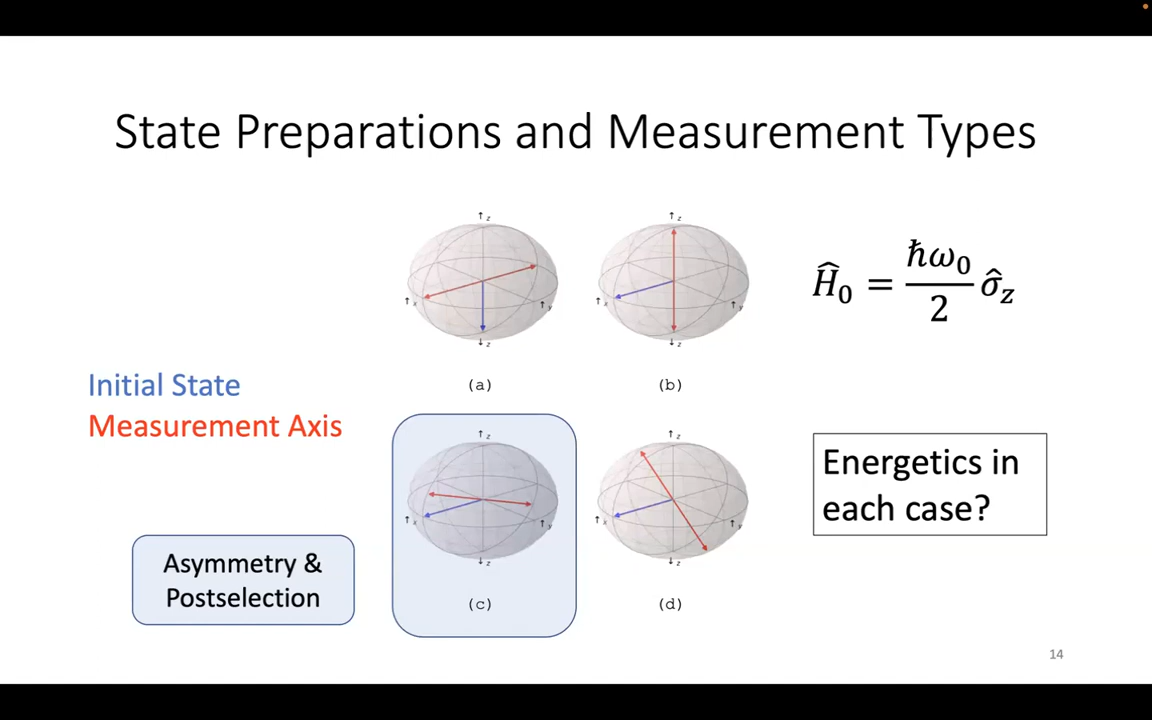 State Preparations and Measurement Types
↑z
↑x
↑y
↓z
(a)
↑z
↑x
↑y
↓z
(b)
Ĥ₀ = ħω₀/2 σ̂z
Initial State
Measurement Axis
↑z
↑x
↑y
↓z
(c)
↑z
↑x
↑y
↓z
(d)
Energetics in
each case?
Asymmetry &
Postselection
14